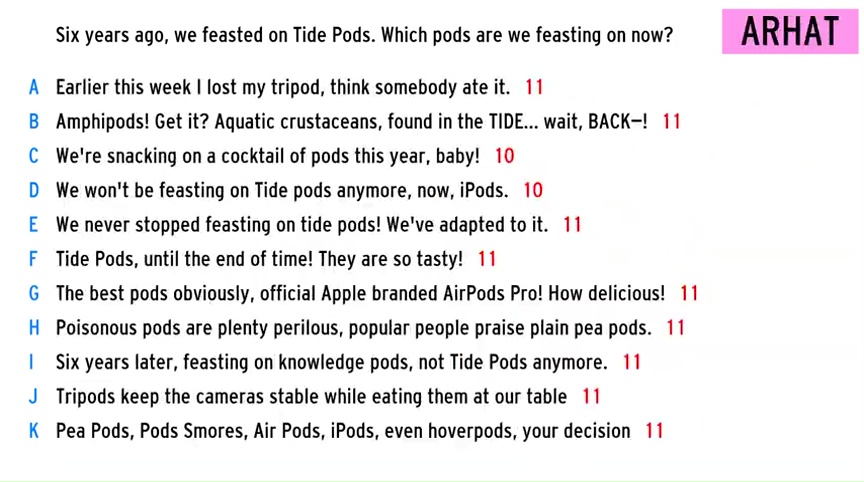 Six years ago, we feasted on Tide Pods. Which pods are we feasting on now?
ARHAT
A Earlier this week I lost my tripod, think somebody ate it. 11
B Amphipods! Get it? Aquatic crustaceans, found in the TIDE... wait, BACK—! 11
C We're snacking on a cocktail of pods this year, baby! 10
D We won't be feasting on Tide pods anymore, now, iPods. 10
E We never stopped feasting on tide pods! We've adapted to it. 11
F Tide Pods, until the end of time! They are so tasty! 11
G The best pods obviously, official Apple branded AirPods Pro! How delicious! 11
H Poisonous pods are plenty perilous, popular people praise plain pea pods. 11
I Six years later, feasting on knowledge pods, not Tide Pods anymore. 11
J Tripods keep the cameras stable while eating them at our table 11
K Pea Pods, Pods Smores, Air Pods, iPods, even hoverpods, your decision 11